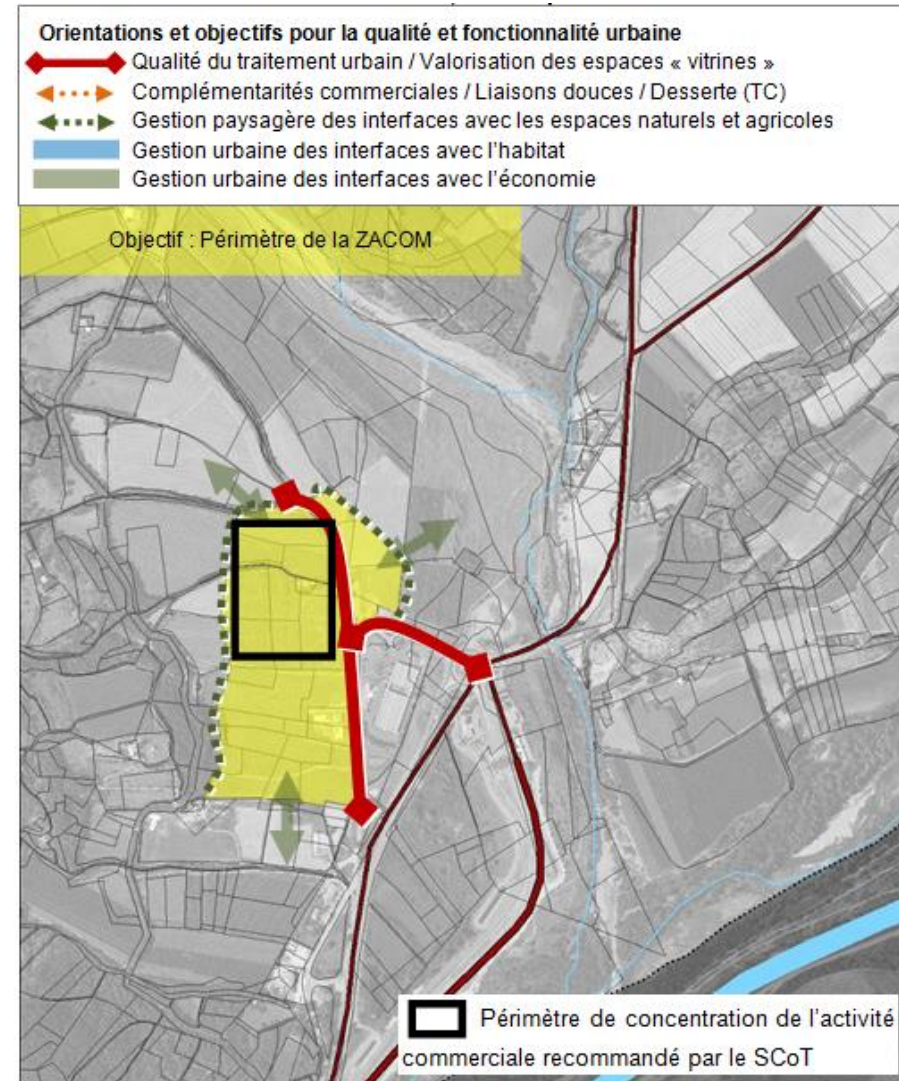 Orientations et objectifs pour la qualité et fonctionnalité urbaine
Qualité du traitement urbain / Valorisation des espaces « vitrines »
Complémentarités commerciales / Liaisons douces / Desserte (TC)
Gestion paysagère des interfaces avec les espaces naturels et agricoles
Gestion urbaine des interfaces avec l'habitat
Gestion urbaine des interfaces avec l'économie
Objectif : Périmètre de la ZACOM
Périmètre de concentration de l'activité
commerciale recommandé par le SCoT